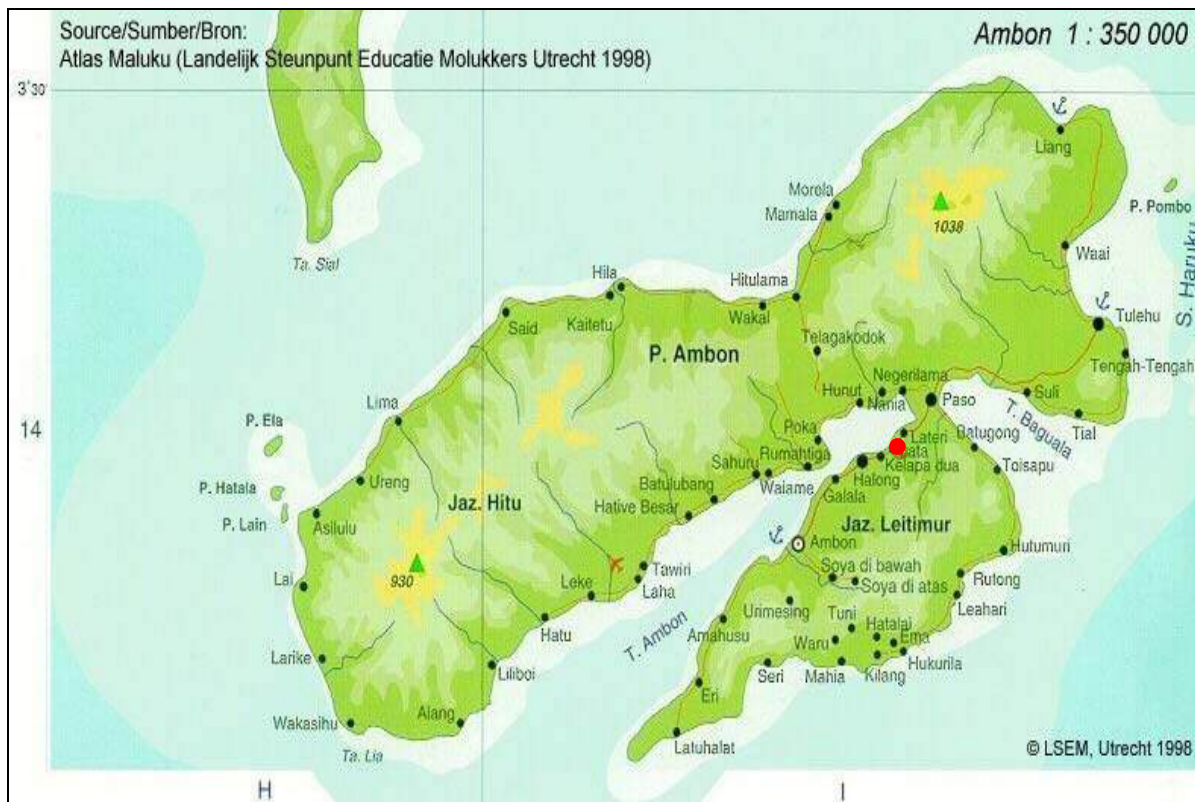 Source/Sumber/Bron:
Atlas Maluku (Landelijk Steunpunt Educatie Molukkers Utrecht 1998)
Ambon 1 : 350 000
3°30
Liang
Morela
Mamala
1038
P. Pombo
Waai
S. Haruku
Ta. Sial
Hila
Hitulama
Kaitetu
Wakal
Tulehu
Said
Telagakodok
P. Ambon
Tengah-Tengah
Negerilama
Hunut
Nania
Paso
Suli
T. Baguala
Lima
14
P. Ela
Poka
Lateri
Batugong
Tial
Rumahtiga
Kelapa dua
Toisapu
Sahuru
Waiame
Halong
P. Hatala
Ureng
Batulubang
Galala
Jaz. Hitu
Hative Besar
P. Lain
Asilulu
Jaz. Leitimur
Ambon
Hutumuri
930
Tawiri
Soya di bawah
Soya di atas
Rutong
Lai
Leke
Laha
Leahari
Urimesing
Tuni
Hatalai
Hatu
T. Ambon
Amahusu
Waru
Ema
Larike
Liliboi
Seri
Mahia
Kilang
Hukurila
Eri
Wakasihu
Alang
Latuhalat
Ta. Lia
© LSEM, Utrecht 1998
H
I